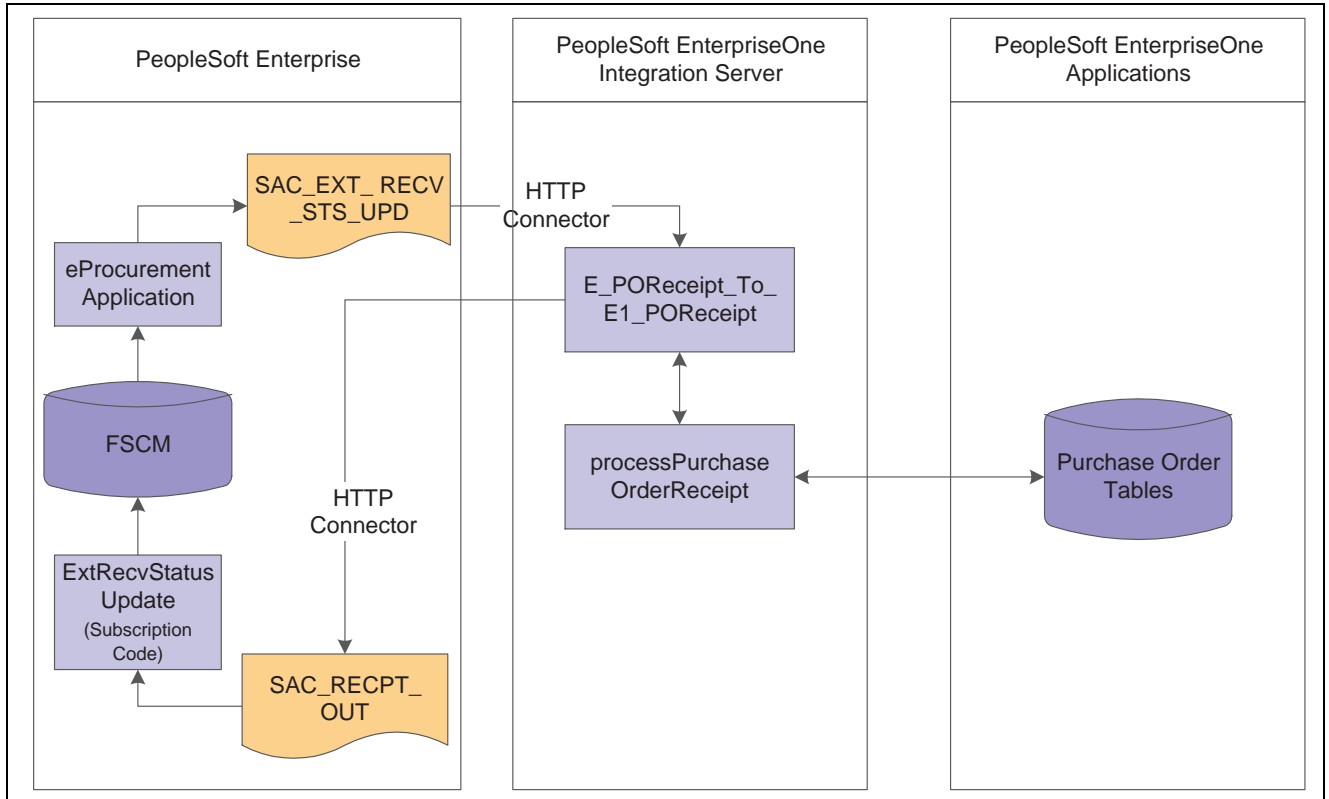 PeopleSoft Enterprise
PeopleSoft EnterpriseOne
Integration Server
PeopleSoft EnterpriseOne
Applications
SAC_EXT_ RECV
_STS_UPD
HTTP
Connector
eProcurement
Application
E_POReceipt_To_
E1_POReceipt
FSCM
processPurchase
OrderReceipt
Purchase Order
Tables
HTTP
Connector
ExtRecvStatus
Update
(Subscription
Code)
SAC_RECPT_
OUT